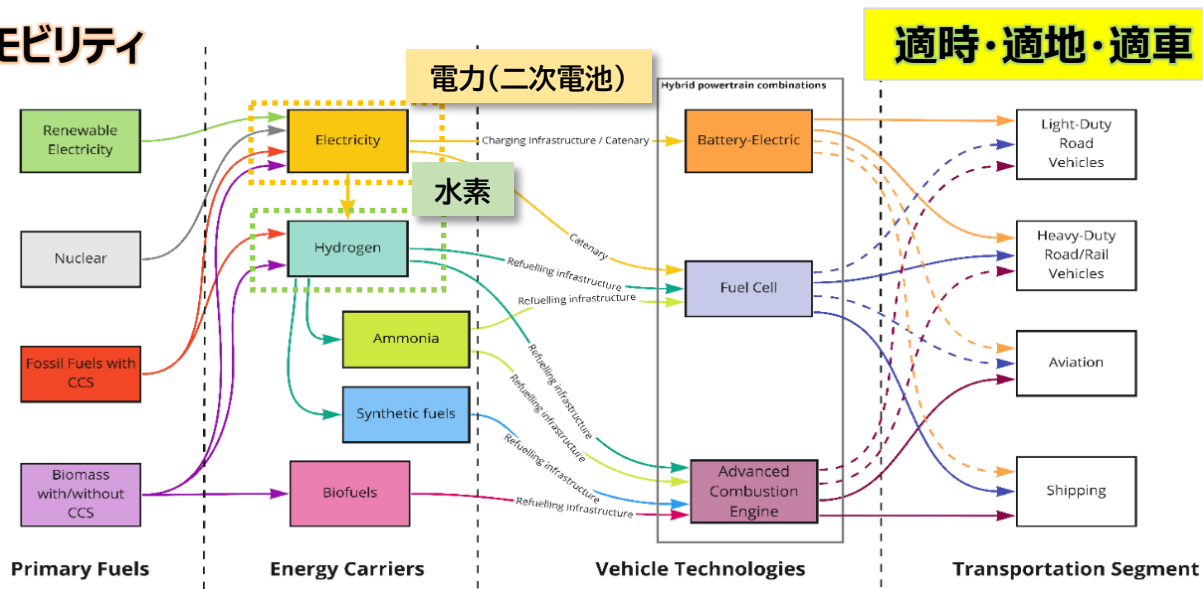 モビリティ
適時・適地・適車
電力(二次電池)
水素
Hybrid powertrain combinations
Renewable
Electricity
Nuclear
Fossil Fuels with
CCS
Biomass
with/without
CCS
Electricity
Hydrogen
Ammonia
Synthetic fuels
Biofuels
Charging Infrastructure / Catenary
Catenary
Refuelling infrastructure
Refuelling infrastructure
Refuelling infrastructure
Refuelling infrastructure
Refuelling infrastructure
Refuelling infrastructure
Battery-Electric
Fuel Cell
Advanced
Combustion
Engine
Light-Duty
Road
Vehicles
Heavy-Duty
Road/Rail
Vehicles
Aviation
Shipping
Primary Fuels
Energy Carriers
Vehicle Technologies
Transportation Segment